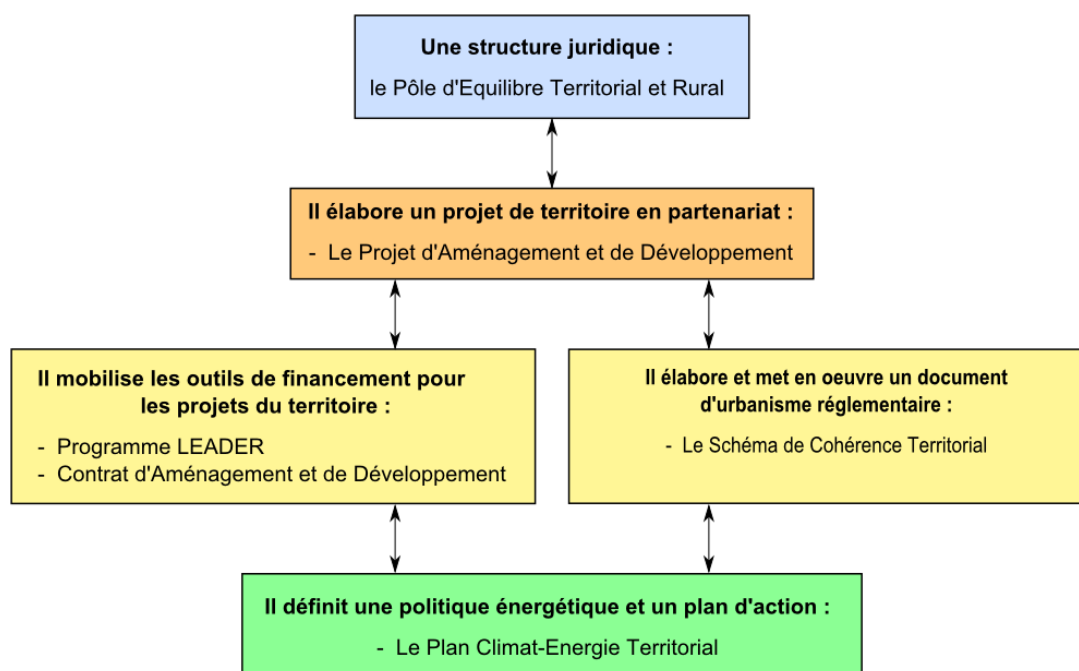 Une structure juridique :
le Pôle d'Equilibre Territorial et Rural
Il élabore un projet de territoire en partenariat :
- Le Projet d'Aménagement et de Développement
Il mobilise les outils de financement pour
les projets du territoire :
- Programme LEADER
- Contrat d'Aménagement et de Développement
Il élabore et met en oeuvre un document
d'urbanisme réglementaire :
- Le Schéma de Cohérence Territorial
Il définit une politique énergétique et un plan d'action :
- Le Plan Climat-Energie Territorial